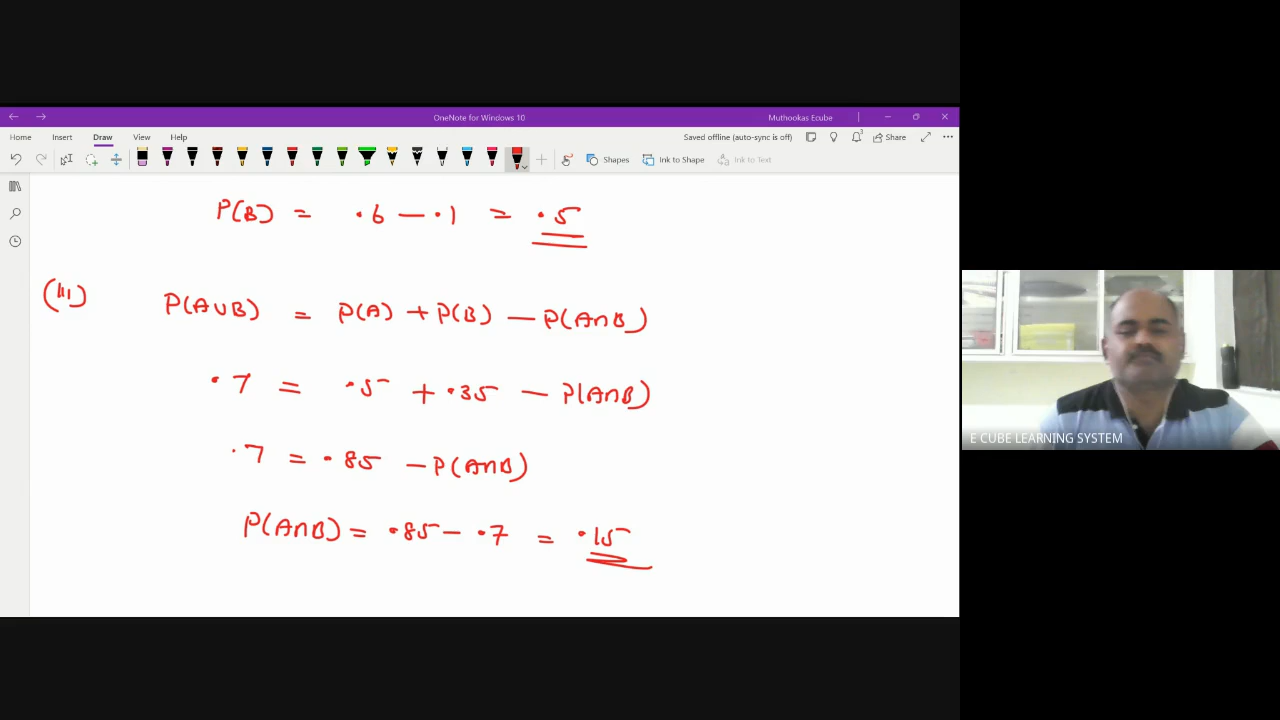 OneNote for Windows 10
Muthookas Ecube
Home Insert Draw View Help
Saved offline (auto-sync is off)
Share
Shapes
Ink to Shape
Ink to Text
P(B) = .6 — .1 = .5
(iii)
P(A∪B) = P(A) + P(B) — P(A∩B)
.7 = .5 + .35 — P(A∩B)
.7 = .85 — P(A∩B)
P(A∩B) = .85 — .7 = .15
E CUBE LEARNING SYSTEM